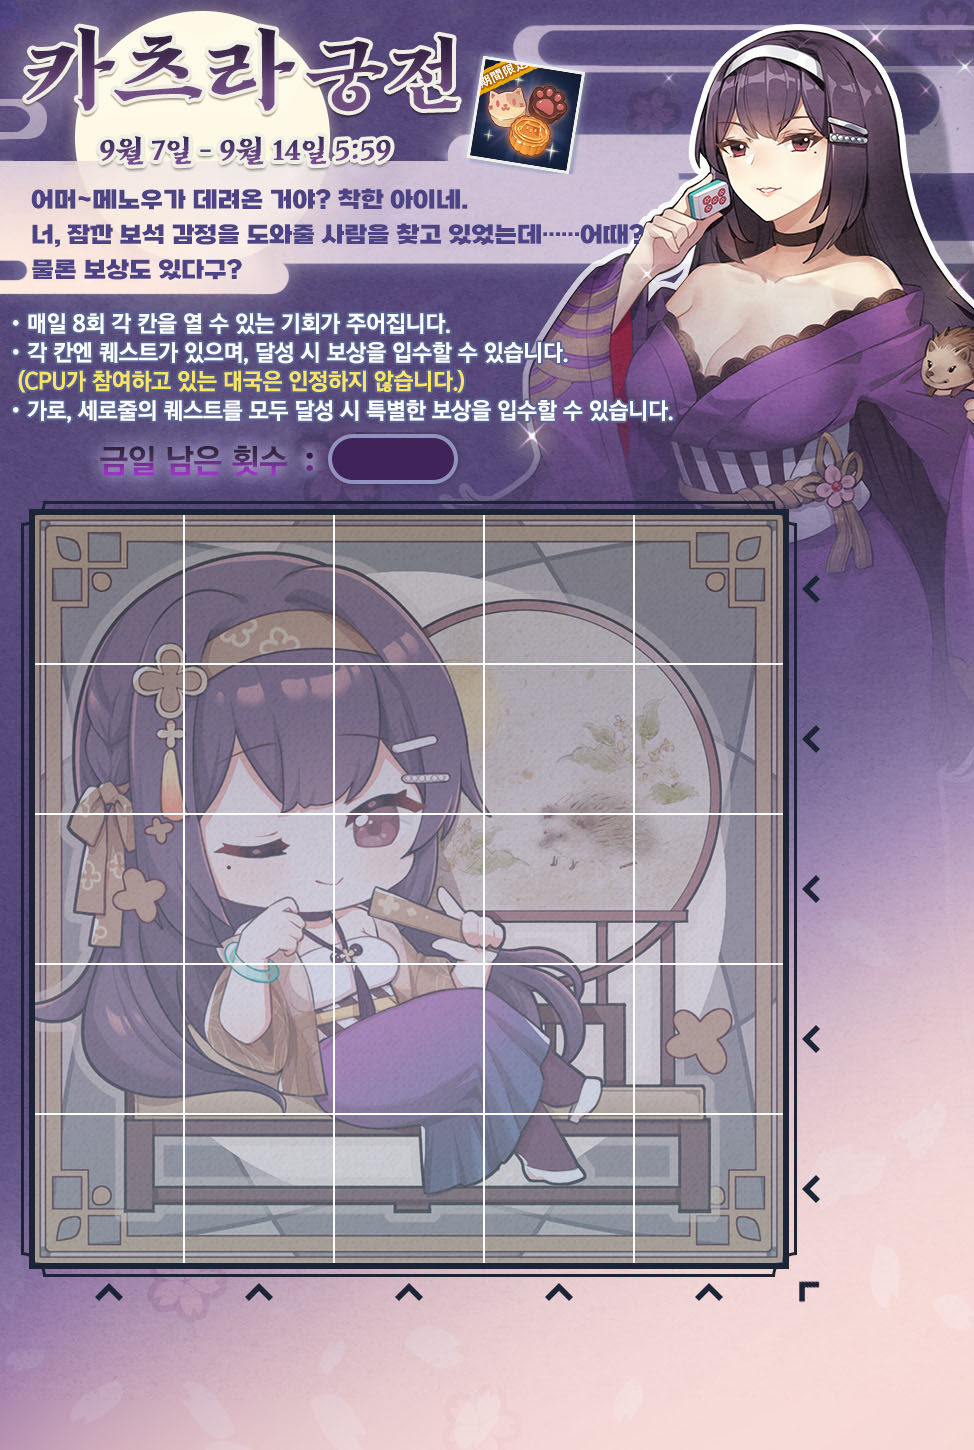 카츠라 궁전
期間限定
9월 7일 - 9월 14일 5:59
어머~메노우가 데려온 거야? 착한 아이네.
너, 잠깐 보석 감정을 도와줄 사람을 찾고 있었는데……어때?
물론 보상도 있다구?
• 매일 8회 각 칸을 열 수 있는 기회가 주어집니다.
• 각 칸엔 퀘스트가 있으며, 달성 시 보상을 입수할 수 있습니다.
(CPU가 참여하고 있는 대국은 인정하지 않습니다.)
• 가로, 세로줄의 퀘스트를 모두 달성 시 특별한 보상을 입수할 수 있습니다.
금일 남은 횟수 :